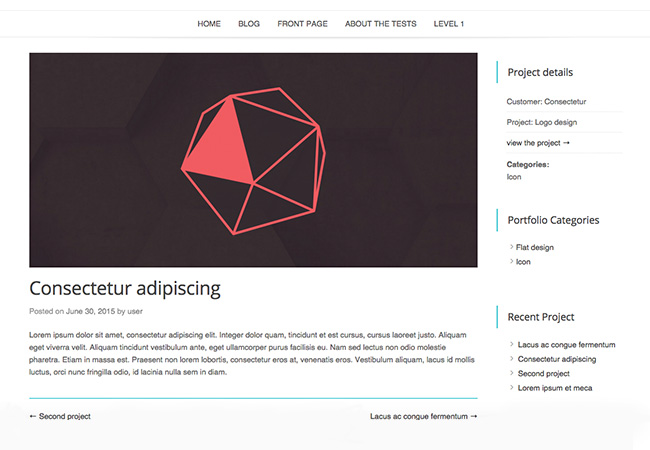 HOME BLOG FRONT PAGE ABOUT THE TESTS LEVEL 1
Consectetur adipiscing
Posted on June 30, 2015 by user
Lorem ipsum dolor sit amet, consectetur adipiscing elit. Integer dolor quam, tincidunt et est cursus, cursus laoreet justo. Aliquam
eget viverra velit. Aliquam tincidunt vestibulum ante, eget ullamcorper purus facilisis eu. Nam sed lectus non odio molestie
pharetra. Etiam in massa est. Praesent non lorem lobortis, consectetur eros at, venenatis eros. Vestibulum aliquam, lacus id mollis
luctus, orci nunc fringilla odio, id lacinia nulla sem in diam.
← Second project
Lacus ac congue fermentum →
Project details
Customer: Consectetur
Project: Logo design
view the project →
Categories:
Icon
Portfolio Categories
Flat design
Icon
Recent Project
Lacus ac congue fermentum
Consectetur adipiscing
Second project
Lorem ipsum et meca